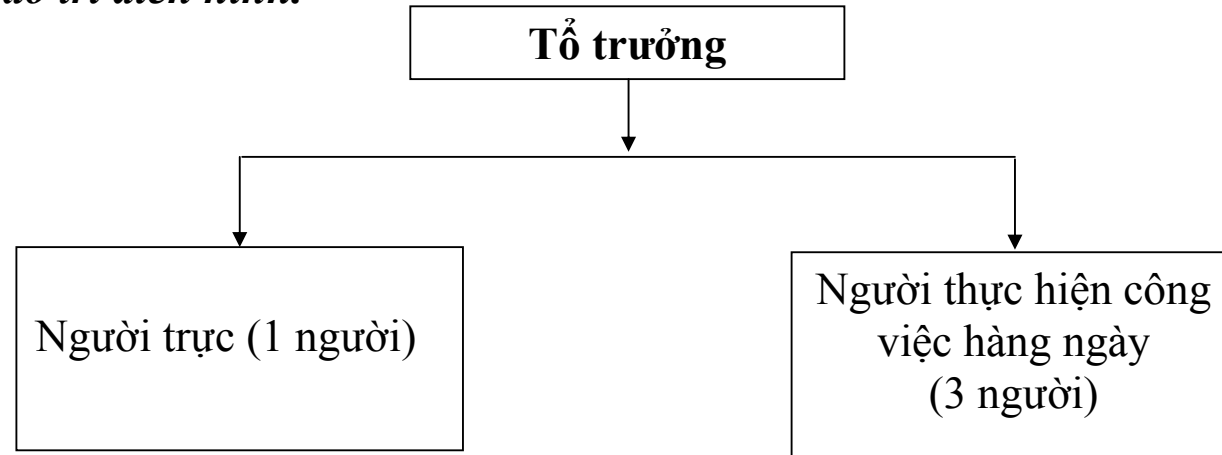 Tổ trưởng
Người trực (1 người)
Người thực hiện công
việc hàng ngày
(3 người)